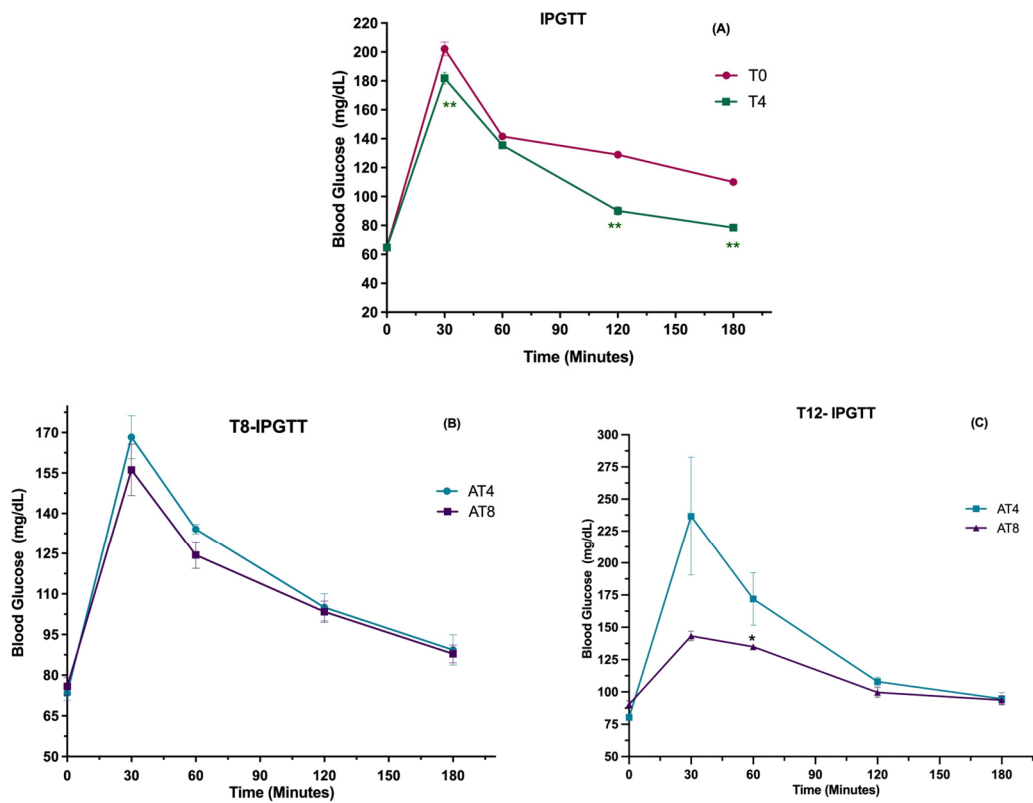 IPGTT
(A)
T0
T4
Blood Glucose (mg/dL)
220
200
180
160
140
120
100
80
60
40
20
**
**
**
0 30 60 90 120 150 180
Time (Minutes)
T8-IPGTT
(B)
AT4
AT8
Blood Glucose (mg/dL)
170
155
140
125
110
95
80
65
50
0 30 60 90 120 150 180
Time (Minutes)
T12- IPGTT
(C)
AT4
AT8
Blood Glucose (mg/dL)
300
275
250
225
200
175
150
125
100
75
50
*
0 30 60 90 120 150 180
Time (Minutes)